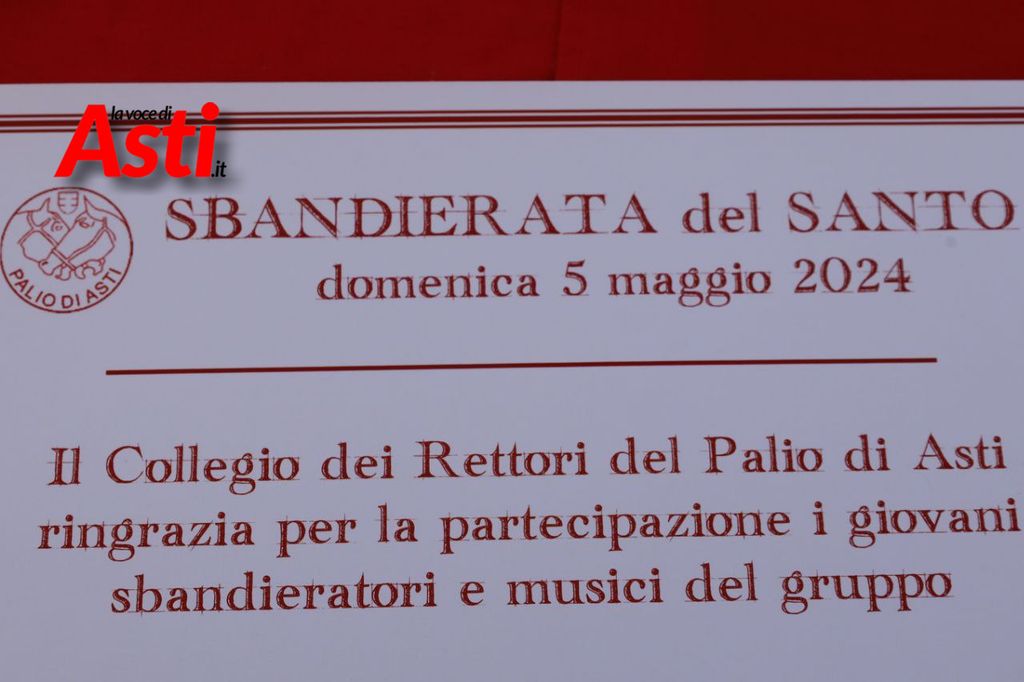 la voce di
Asti.it
PALIO DI ASTI
SBANDIERATA del SANTO
domenica 5 maggio 2024
Il Collegio dei Rettori del Palio di Asti
ringrazia per la partecipazione i giovani
sbandieratori e musici del gruppo